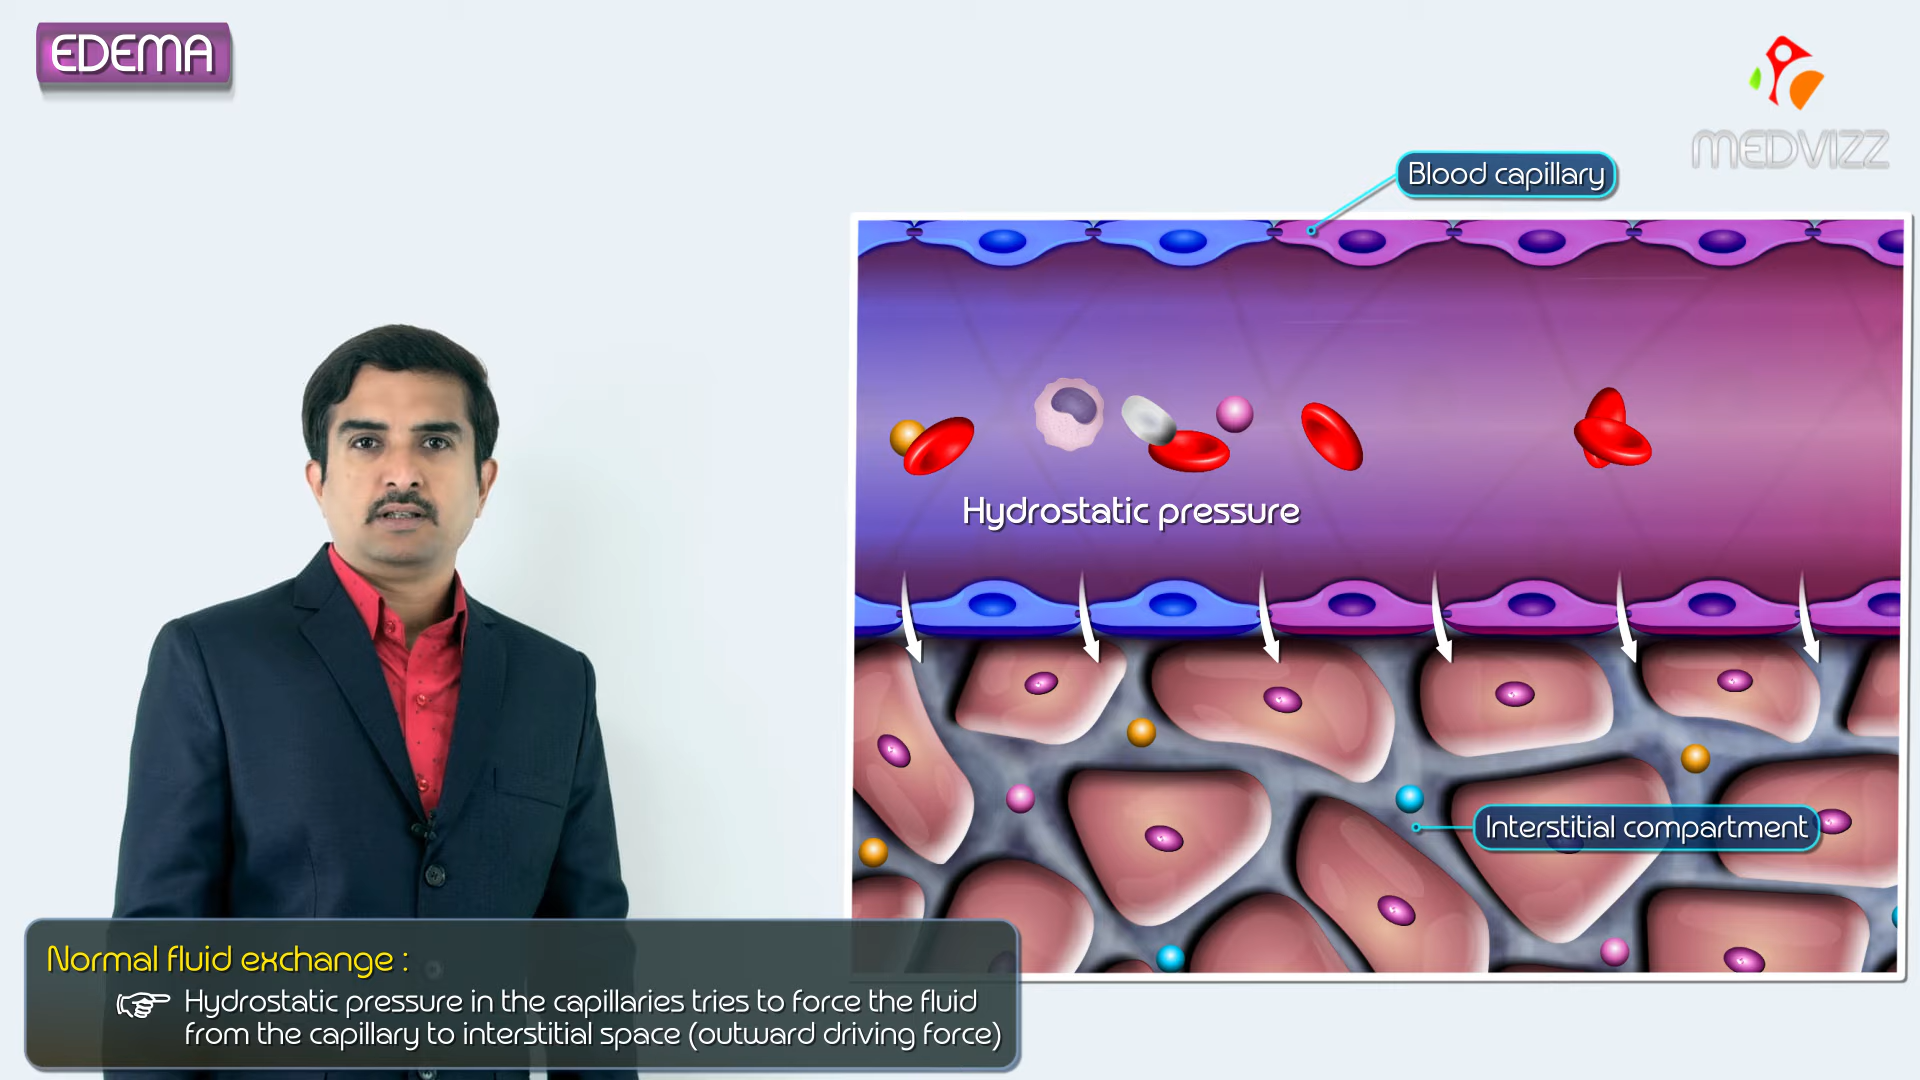 EDEMA
MEDVIZZ
Blood capillary
Hydrostatic pressure
Interstitial compartment
Normal fluid exchange :
Hydrostatic pressure in the capillaries tries to force the fluid
from the capillary to interstitial space (outward driving force)